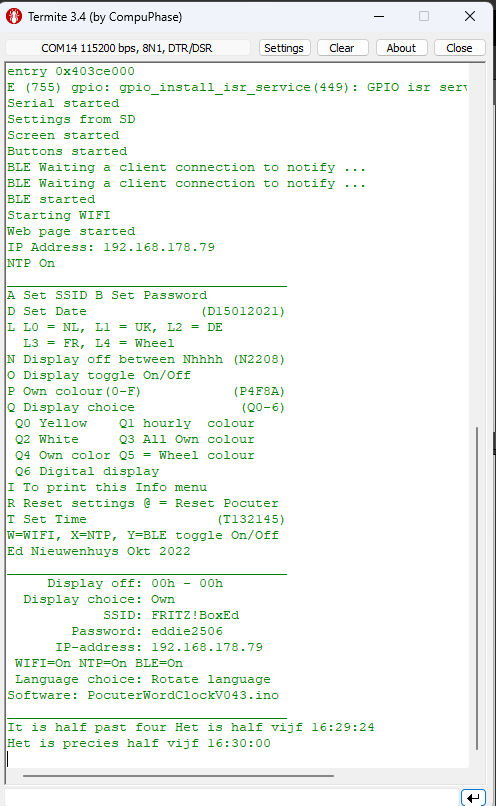 Termite 3.4 (by CompuPhase)
COM14 115200 bps, 8N1, DTR/DSR
Settings
Clear
About
Close
entry 0x403ce000
E (755) gpio: gpio_install_isr_service(449): GPIO isr serv
Serial started
Settings from SD
Screen started
Buttons started
BLE Waiting a client connection to notify ...
BLE Waiting a client connection to notify ...
BLE started
Starting WIFI
Web page started
IP Address: 192.168.178.79
NTP On
___________________________________
A Set SSID B Set Password
D Set Date (D15012021)
L L0 = NL, L1 = UK, L2 = DE
L3 = FR, L4 = Wheel
N Display off between Nhhhh (N2208)
O Display toggle On/Off
P Own colour(0-F) (P4F8A)
Q Display choice (Q0-6)
Q0 Yellow Q1 hourly colour
Q2 White Q3 All Own colour
Q4 Own color Q5 = Wheel colour
Q6 Digital display
I To print this Info menu
R Reset settings @ = Reset Pocuter
T Set Time (T132145)
W=WIFI, X=NTP, Y=BLE toggle On/Off
Ed Nieuwenhuys Okt 2022
___________________________________
Display off: 00h - 00h
Display choice: Own
SSID: FRITZ!BoxEd
Password: eddie2506
IP-address: 192.168.178.79
WIFI=On NTP=On BLE=On
Language choice: Rotate language
Software: PocuterWordClockV043.ino
___________________________________
It is half past four Het is half vijf 16:29:24
Het is precies half vijf 16:30:00